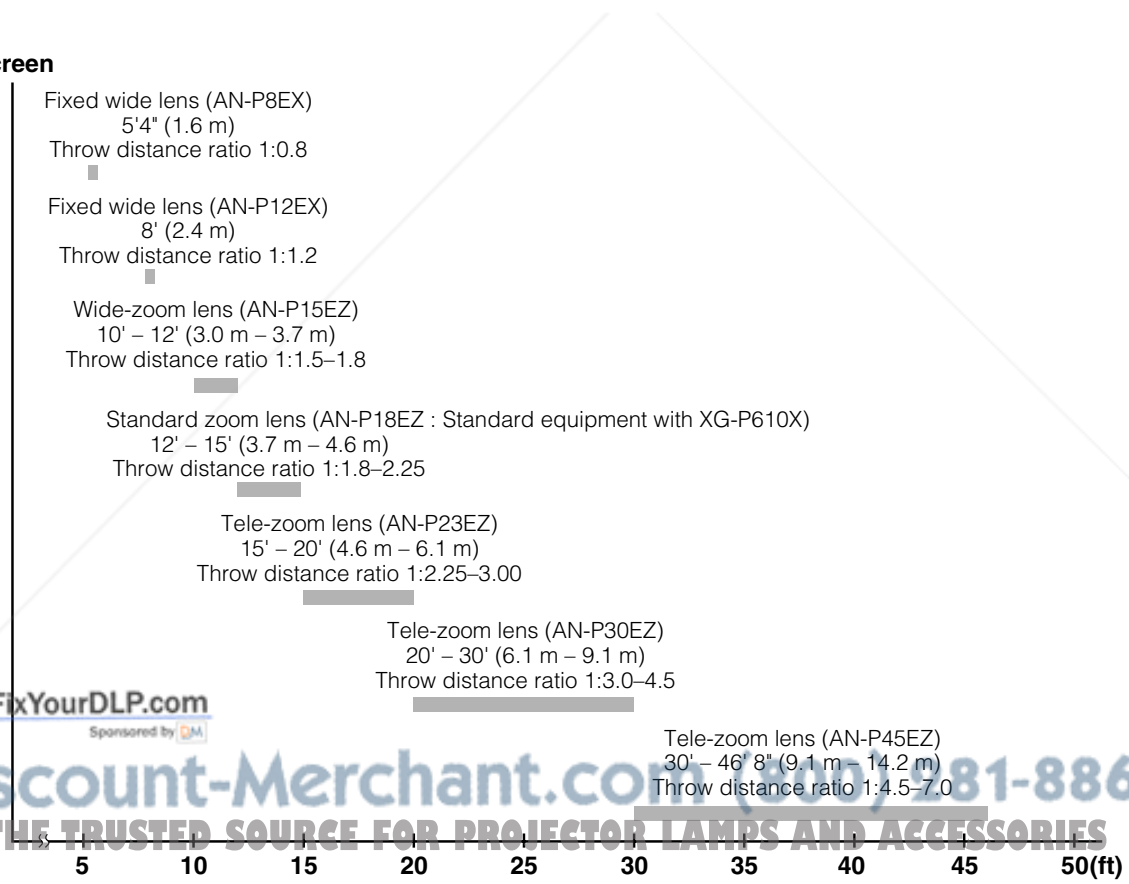 creen
Fixed wide lens (AN-P8EX)
5'4" (1.6 m)
Throw distance ratio 1:0.8
Fixed wide lens (AN-P12EX)
8' (2.4 m)
Throw distance ratio 1:1.2
Wide-zoom lens (AN-P15EZ)
10' – 12' (3.0 m – 3.7 m)
Throw distance ratio 1:1.5–1.8
Standard zoom lens (AN-P18EZ : Standard equipment with XG-P610X)
12' – 15' (3.7 m – 4.6 m)
Throw distance ratio 1:1.8–2.25
Tele-zoom lens (AN-P23EZ)
15' – 20' (4.6 m – 6.1 m)
Throw distance ratio 1:2.25–3.00
Tele-zoom lens (AN-P30EZ)
20' – 30' (6.1 m – 9.1 m)
Throw distance ratio 1:3.0–4.5
FixYourDLP.com
Sponsored by DM
Tele-zoom lens (AN-P45EZ)
30' – 46' 8" (9.1 m – 14.2 m)
Throw distance ratio 1:4.5–7.0
scount-Merchant.com (800) 281-886
THE TRUSTED SOURCE FOR PROJECTOR LAMPS AND ACCESSORIES
5 10 15 20 25 30 35 40 45 50(ft)